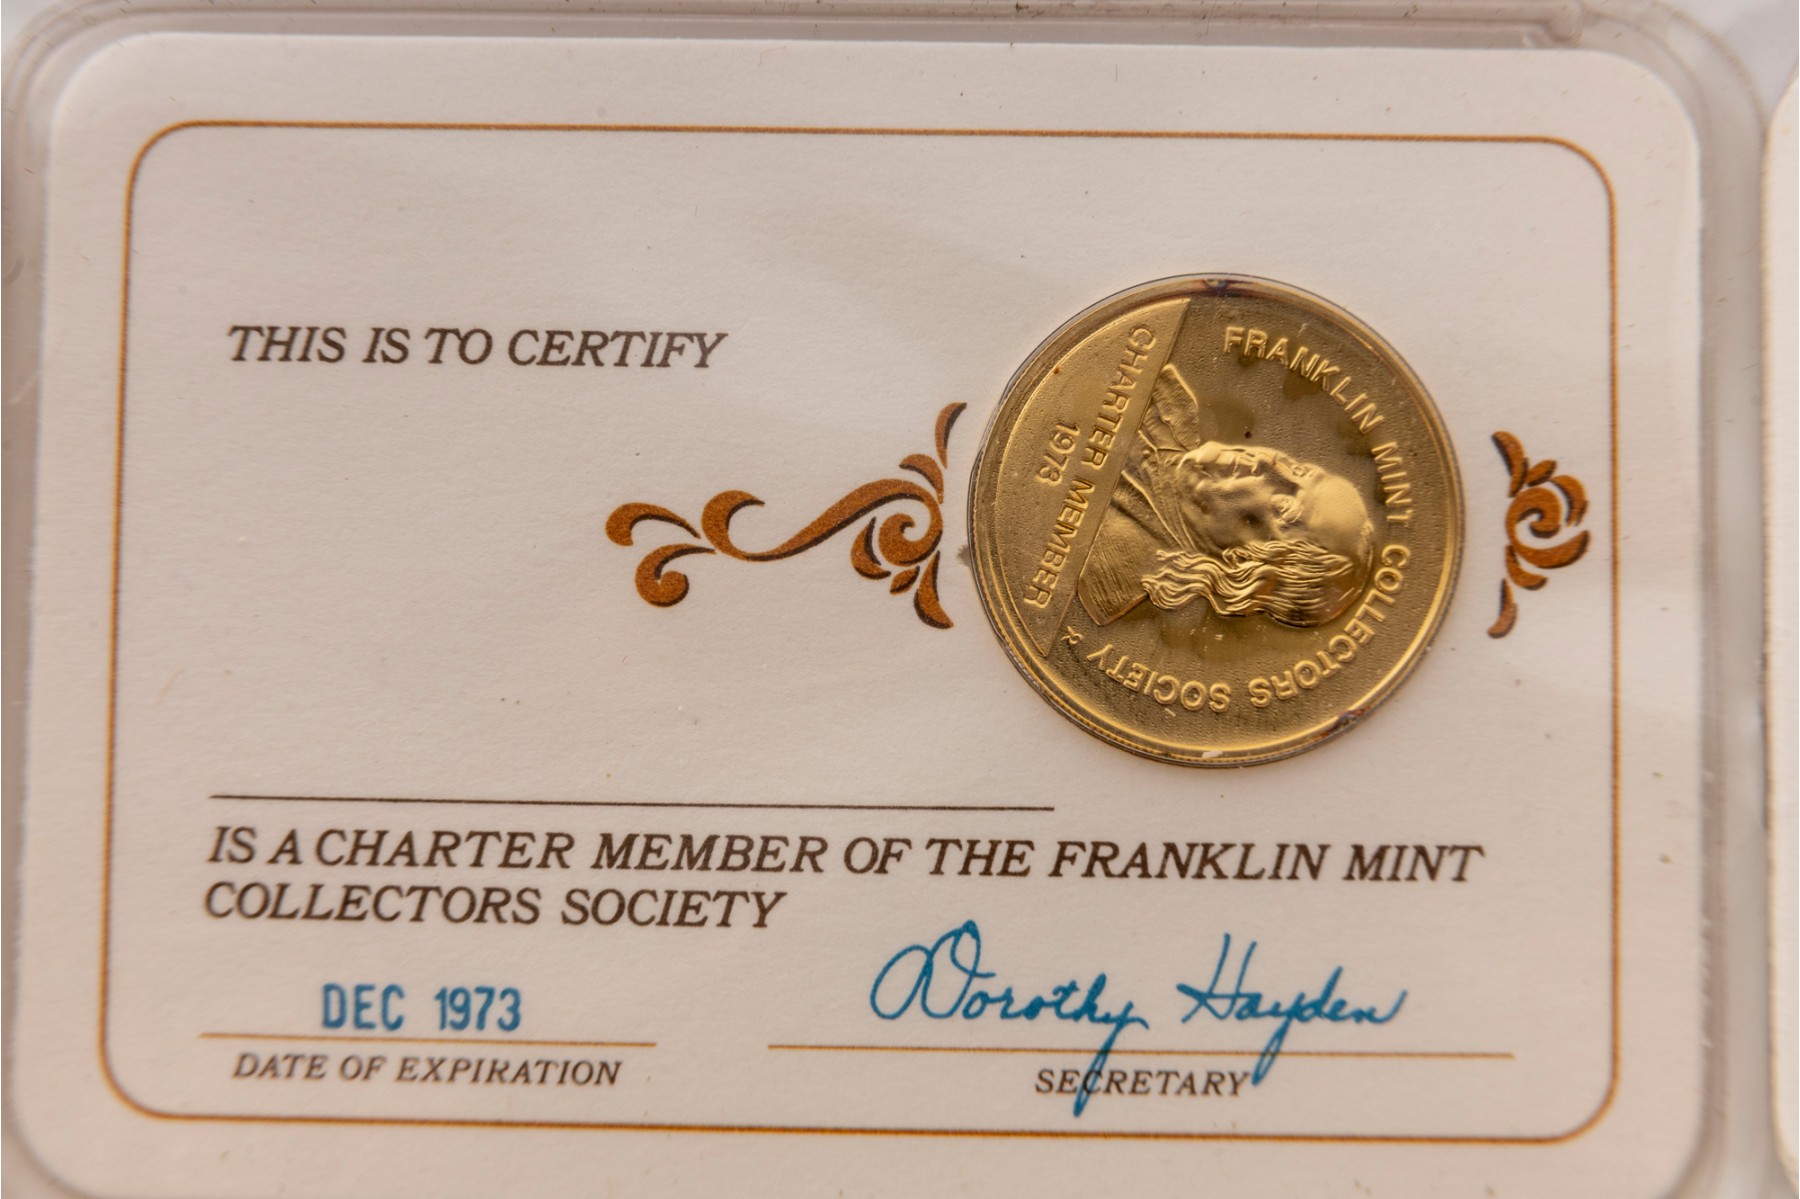 THIS IS TO CERTIFY
FRANKLIN MINT COLLECTORS SOCIETY
CHARTER MEMBER
1973
IS A CHARTER MEMBER OF THE FRANKLIN MINT
COLLECTORS SOCIETY
DEC 1973
DATE OF EXPIRATION
Dorothy Hayden
SECRETARY